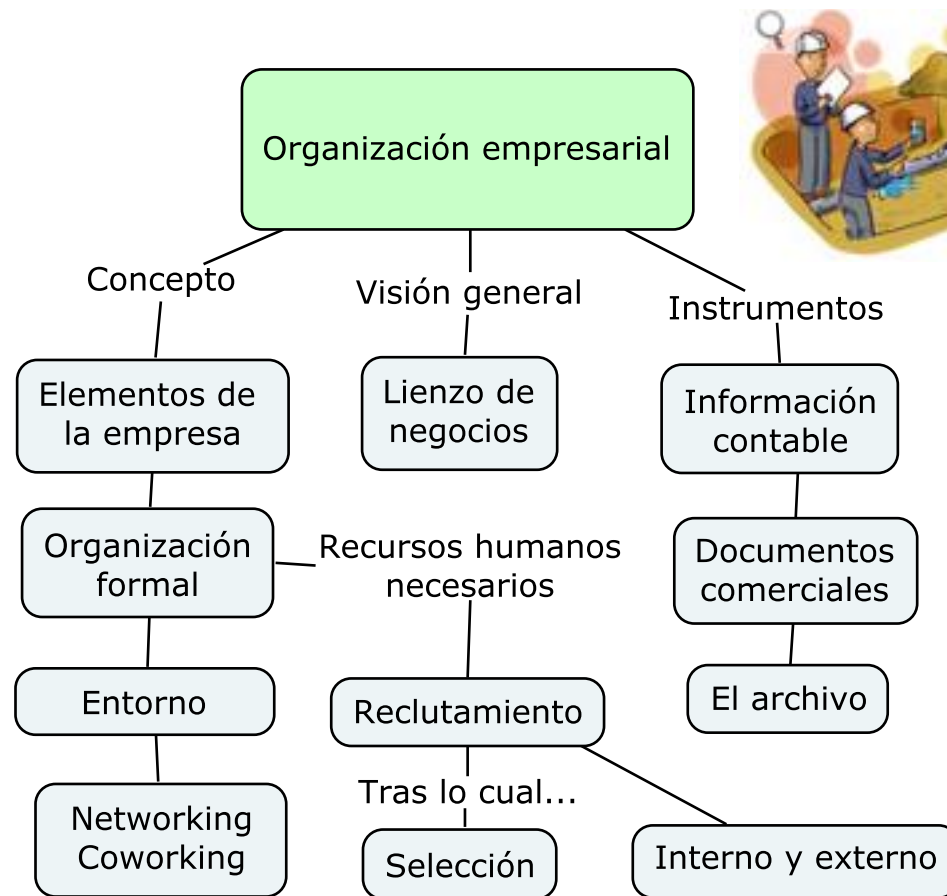 Organización empresarial
Concepto
Visión general
Instrumentos
Elementos de
la empresa
Lienzo de
negocios
Información
contable
Organización
formal
Recursos humanos
necesarios
Documentos
comerciales
Entorno
Reclutamiento
El archivo
Networking
Coworking
Tras lo cual...
Selección
Interno y externo